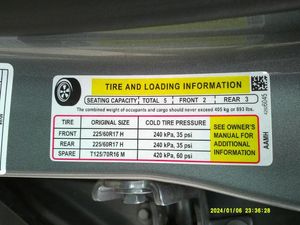 TIRE AND LOADING INFORMATION
SEATING CAPACITY TOTAL 5 FRONT 2 REAR 3
The combined weight of occupants and cargo should never exceed 405 kg or 893 lbs.
TIRE ORIGINAL SIZE COLD TIRE PRESSURE
FRONT 225/60R17 H 240 kPa, 35 psi
REAR 225/60R17 H 240 kPa, 35 psi
SPARE T125/70R16 M 420 kPa, 60 psi
SEE OWNER'S
MANUAL FOR
ADDITIONAL
INFORMATION
AAMH
2024/01/06 23:36:28